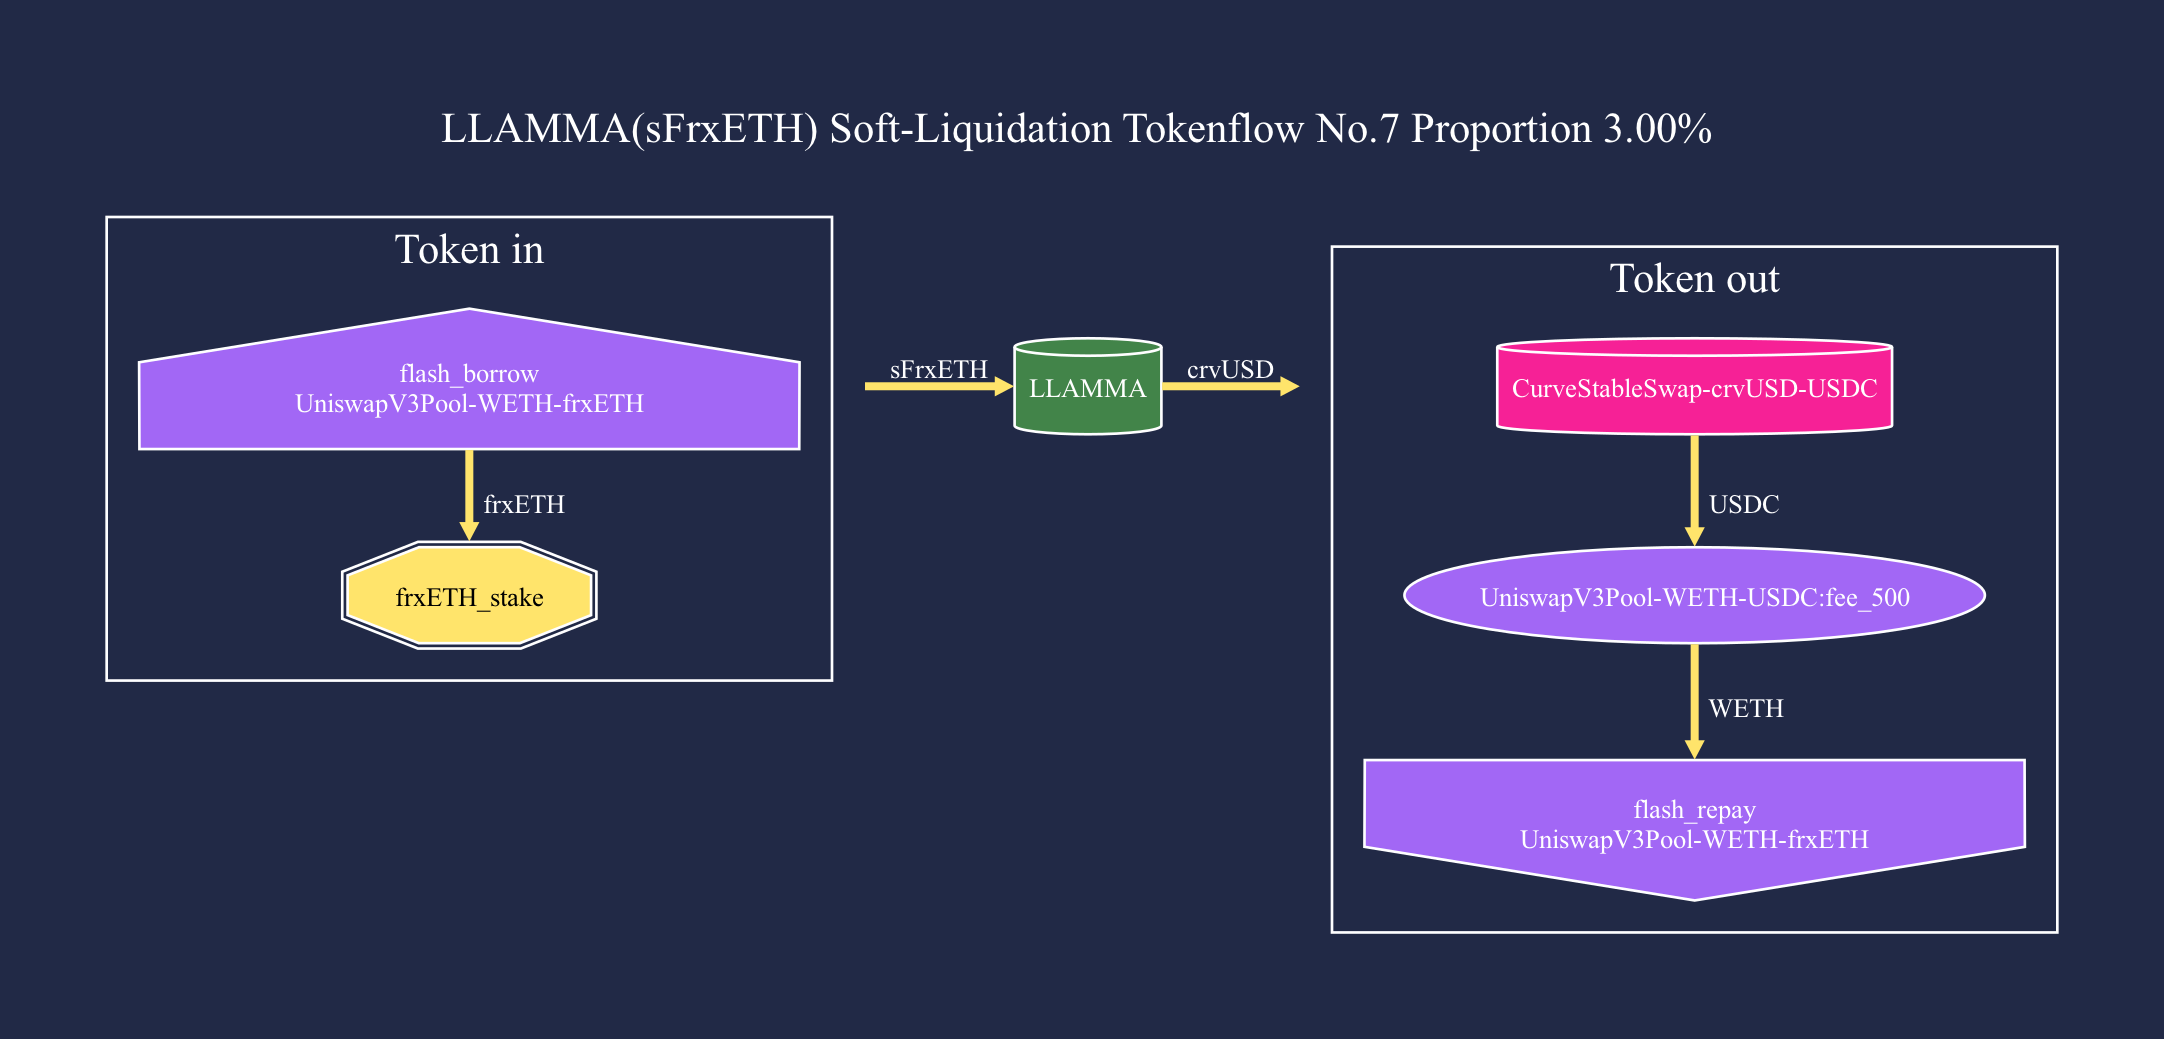 LLAMMA(sFrxETH) Soft-Liquidation Tokenflow No.7 Proportion 3.00%
Token in
flash_borrow
UniswapV3Pool-WETH-frxETH
frxETH
frxETH_stake
sFrxETH
LLAMMA
crvUSD
Token out
CurveStableSwap-crvUSD-USDC
USDC
UniswapV3Pool-WETH-USDC:fee_500
WETH
flash_repay
UniswapV3Pool-WETH-frxETH